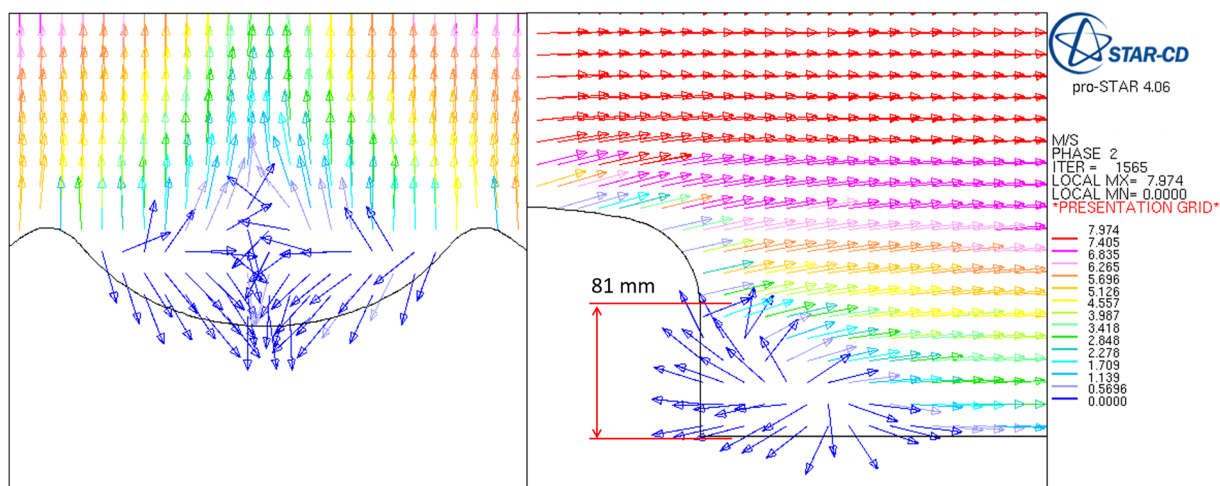 81 mm
STAR-CD
pro-STAR 4.06
M/S
PHASE 2
ITER = 1565
LOCAL MX= 7.974
LOCAL MN= 0.0000
*PRESENTATION GRID*
7.974
7.405
6.835
6.265
5.696
5.126
4.557
3.987
3.418
2.848
2.278
1.709
1.139
0.5696
0.0000